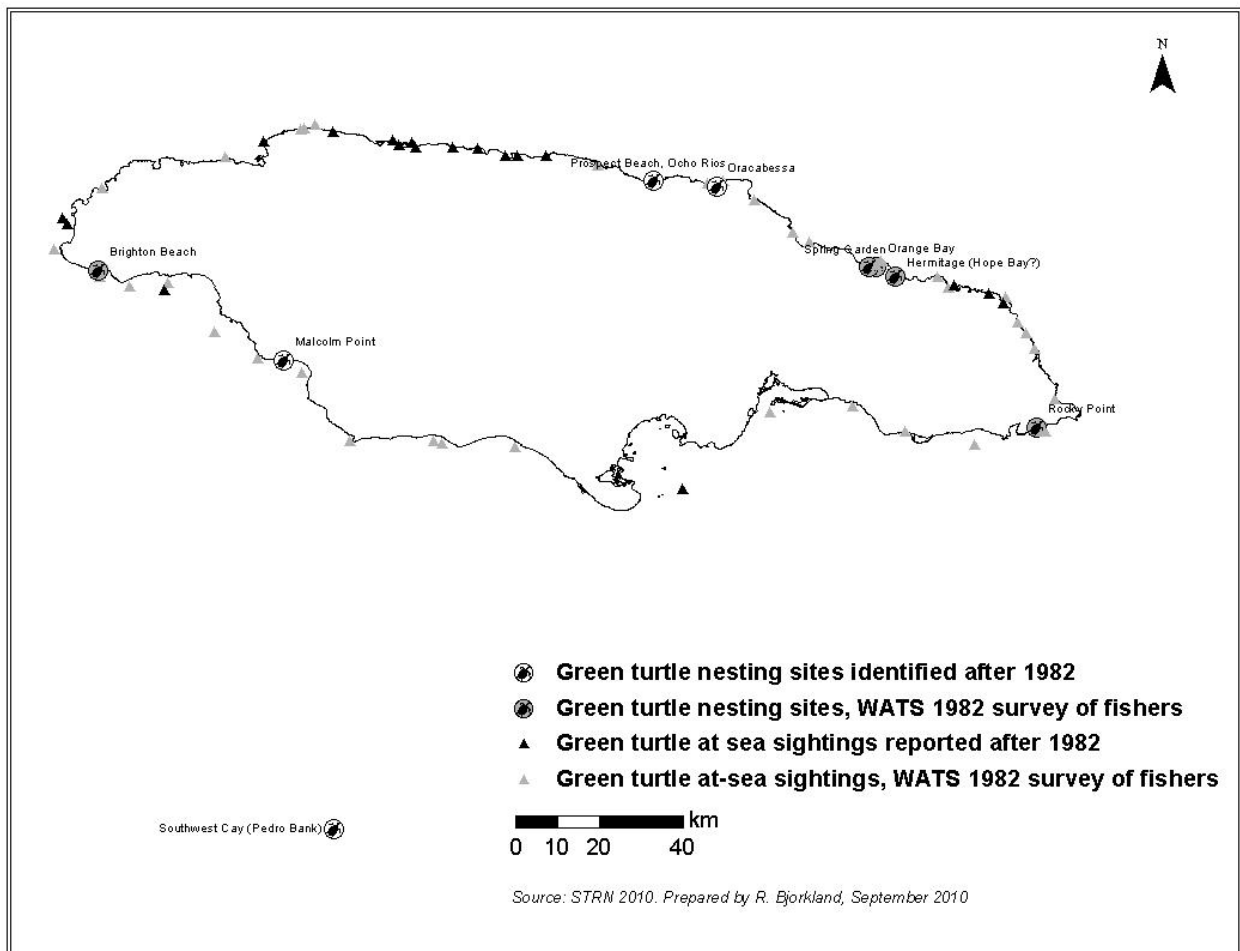 N
Prospect Beach, Ocho Rios
Oracabessa
Brighton Beach
Spring Garden
Orange Bay
Hermitage (Hope Bay?)
Malcolm Point
Rocky Point
Green turtle nesting sites identified after 1982
Green turtle nesting sites, WATS 1982 survey of fishers
Green turtle at sea sightings reported after 1982
Green turtle at-sea sightings, WATS 1982 survey of fishers
km
0 10 20 40
Southwest Cay (Pedro Bank)
Source: STRN 2010. Prepared by R. Bjorkland, September 2010